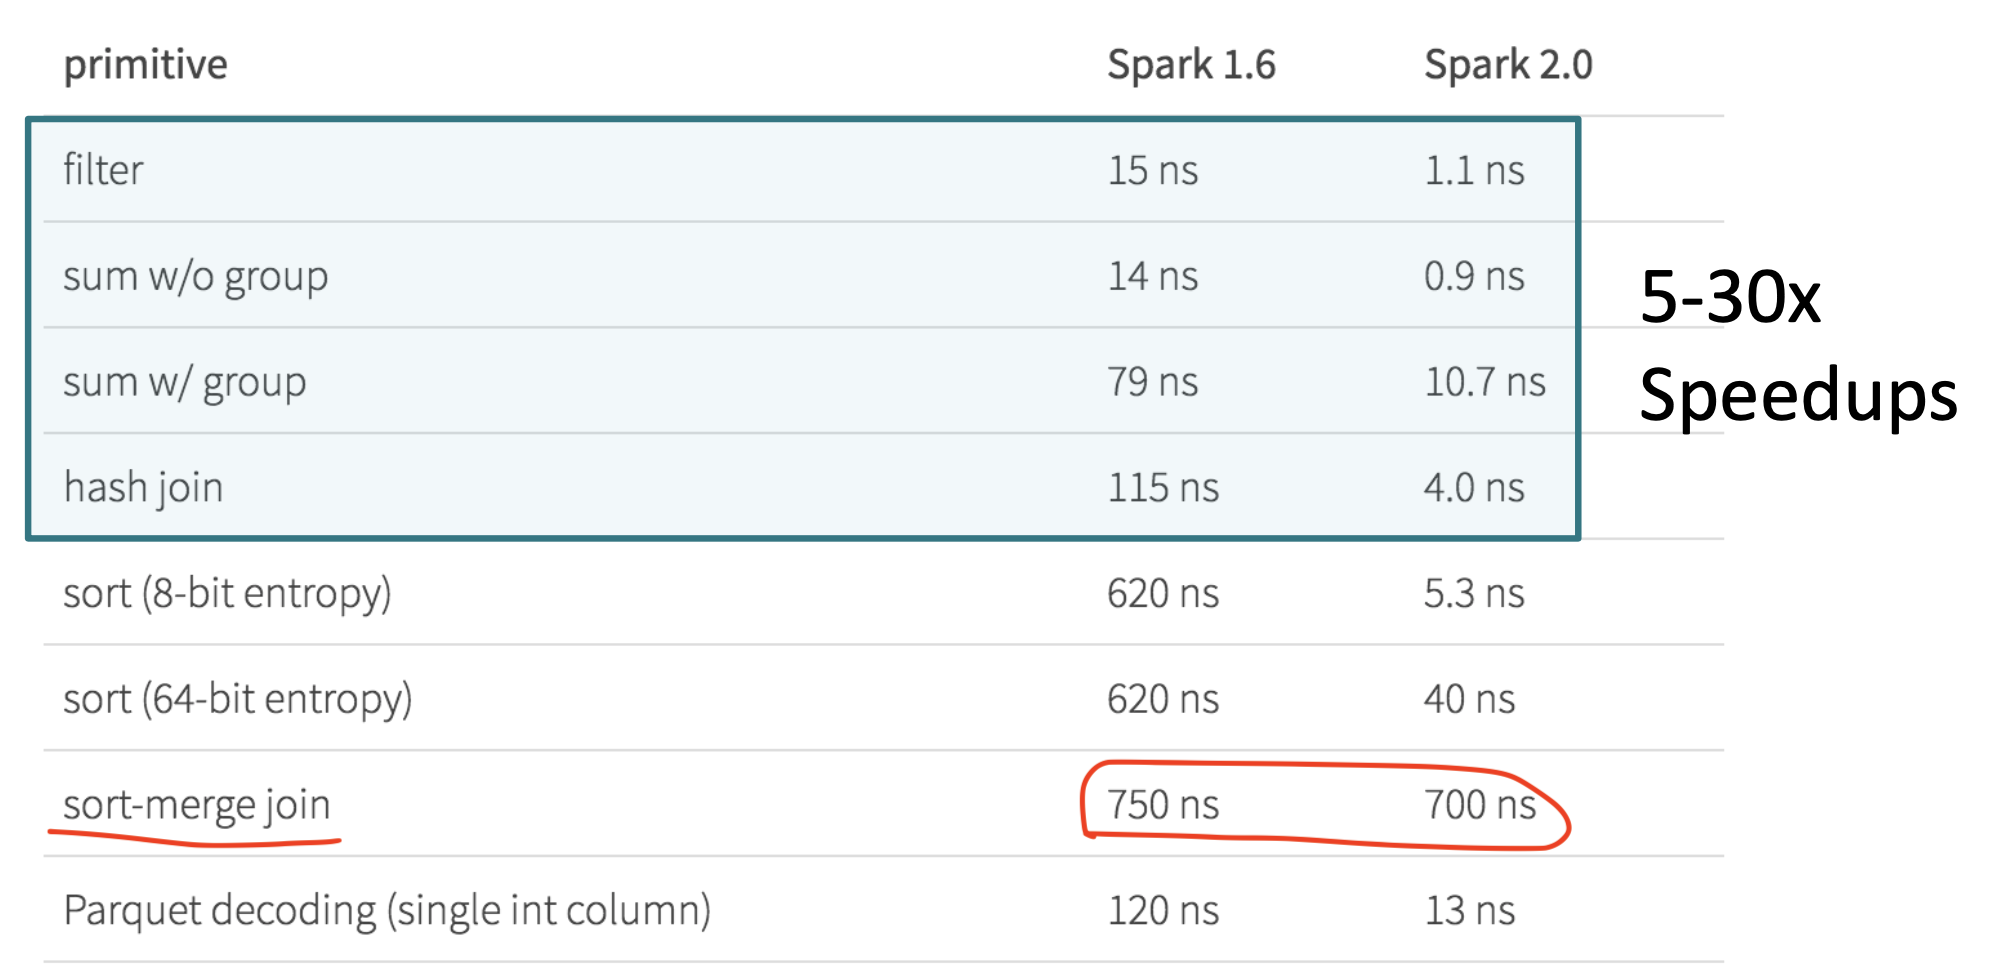 primitive Spark 1.6 Spark 2.0
filter 15 ns 1.1 ns
sum w/o group 14 ns 0.9 ns
sum w/ group 79 ns 10.7 ns
hash join 115 ns 4.0 ns
5-30x
Speedups
sort (8-bit entropy) 620 ns 5.3 ns
sort (64-bit entropy) 620 ns 40 ns
sort-merge join 750 ns 700 ns
Parquet decoding (single int column) 120 ns 13 ns